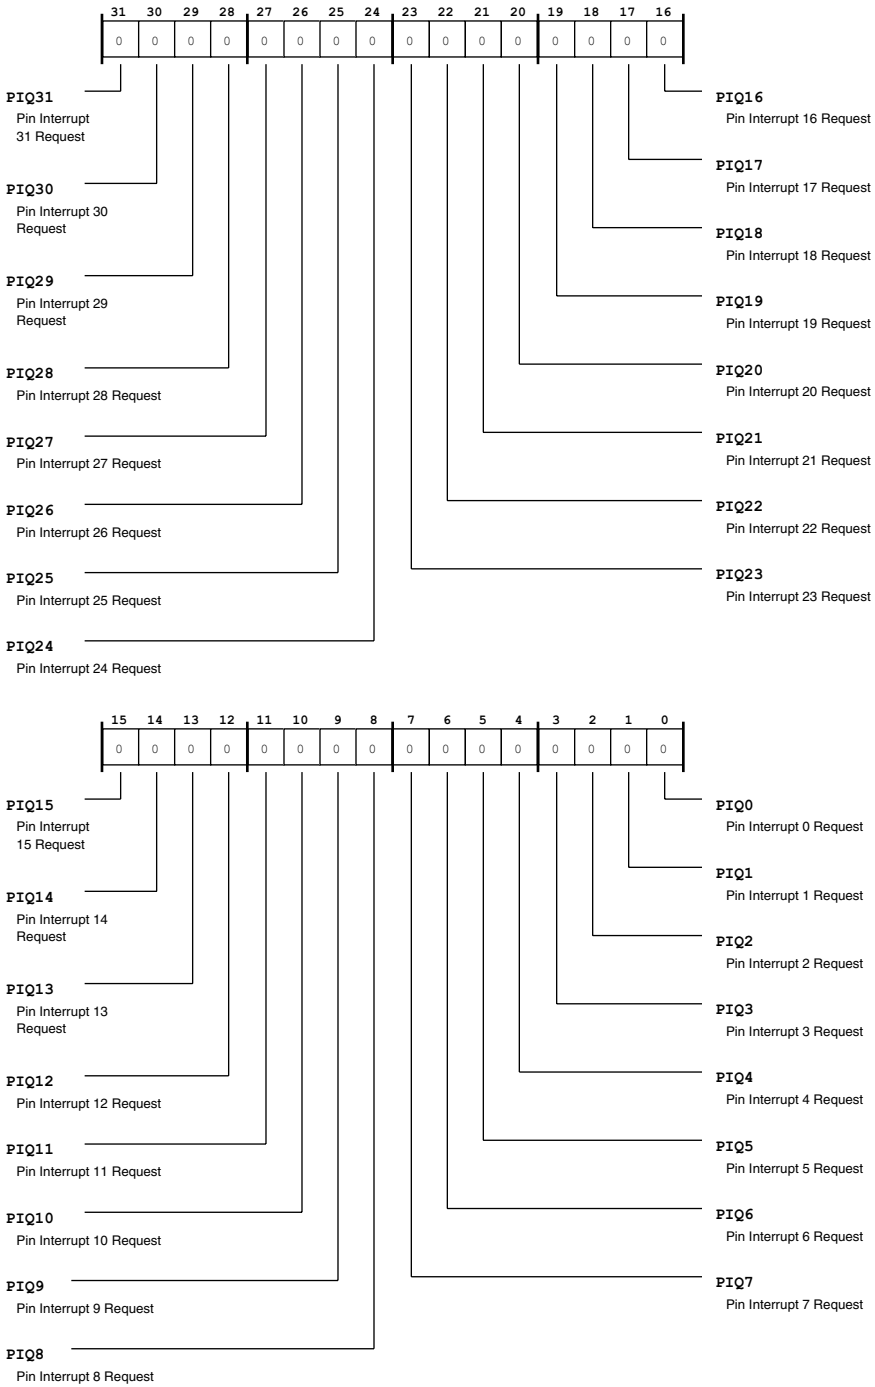 31 30 29 28 27 26 25 24 23 22 21 20 19 18 17 16
0 0 0 0 0 0 0 0 0 0 0 0 0 0 0 0
PIQ31
Pin Interrupt
31 Request
PIQ30
Pin Interrupt 30
Request
PIQ29
Pin Interrupt 29
Request
PIQ28
Pin Interrupt 28 Request
PIQ27
Pin Interrupt 27 Request
PIQ26
Pin Interrupt 26 Request
PIQ25
Pin Interrupt 25 Request
PIQ24
Pin Interrupt 24 Request
PIQ16
Pin Interrupt 16 Request
PIQ17
Pin Interrupt 17 Request
PIQ18
Pin Interrupt 18 Request
PIQ19
Pin Interrupt 19 Request
PIQ20
Pin Interrupt 20 Request
PIQ21
Pin Interrupt 21 Request
PIQ22
Pin Interrupt 22 Request
PIQ23
Pin Interrupt 23 Request
15 14 13 12 11 10 9 8 7 6 5 4 3 2 1 0
0 0 0 0 0 0 0 0 0 0 0 0 0 0 0 0
PIQ15
Pin Interrupt
15 Request
PIQ14
Pin Interrupt 14
Request
PIQ13
Pin Interrupt 13
Request
PIQ12
Pin Interrupt 12 Request
PIQ11
Pin Interrupt 11 Request
PIQ10
Pin Interrupt 10 Request
PIQ9
Pin Interrupt 9 Request
PIQ8
Pin Interrupt 8 Request
PIQ0
Pin Interrupt 0 Request
PIQ1
Pin Interrupt 1 Request
PIQ2
Pin Interrupt 2 Request
PIQ3
Pin Interrupt 3 Request
PIQ4
Pin Interrupt 4 Request
PIQ5
Pin Interrupt 5 Request
PIQ6
Pin Interrupt 6 Request
PIQ7
Pin Interrupt 7 Request